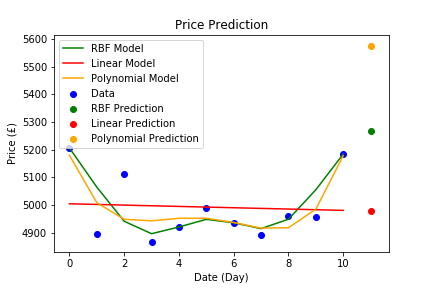 Price Prediction
5600
5500
5400
5300
5200
5100
5000
4900
Price (£)
RBF Model
Linear Model
Polynomial Model
Data
RBF Prediction
Linear Prediction
Polynomial Prediction
0 2 4 6 8 10
Date (Day)